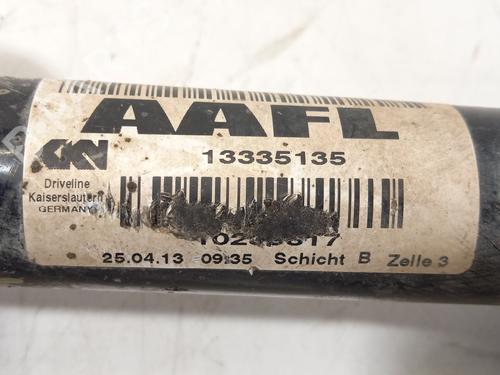 AAFL
GKN
13335135
Driveline
Kaiserslautern
GERMANY
25.04.13 09:35 Schicht B Zelle 3